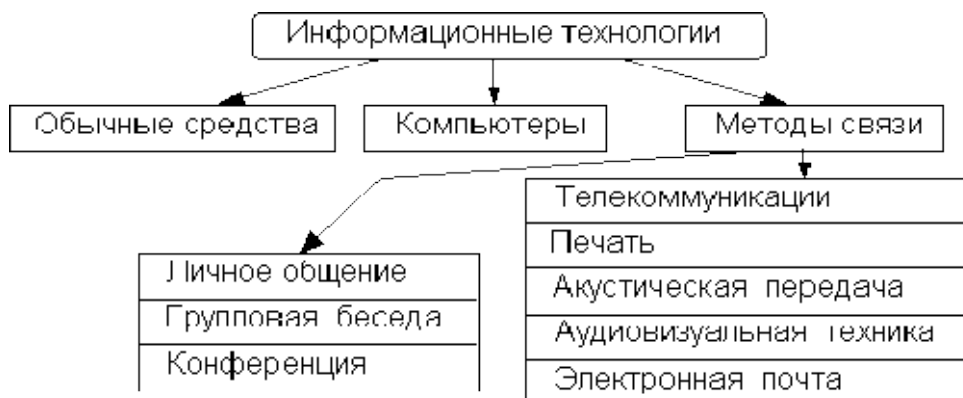 Информационные технологии
Обычные средства
Компьютеры
Методы связи
Телекоммуникации
Печать
Акустическая передача
Аудиовизуальная техника
Электронная почта
Личное общение
Групповая беседа
Конференция